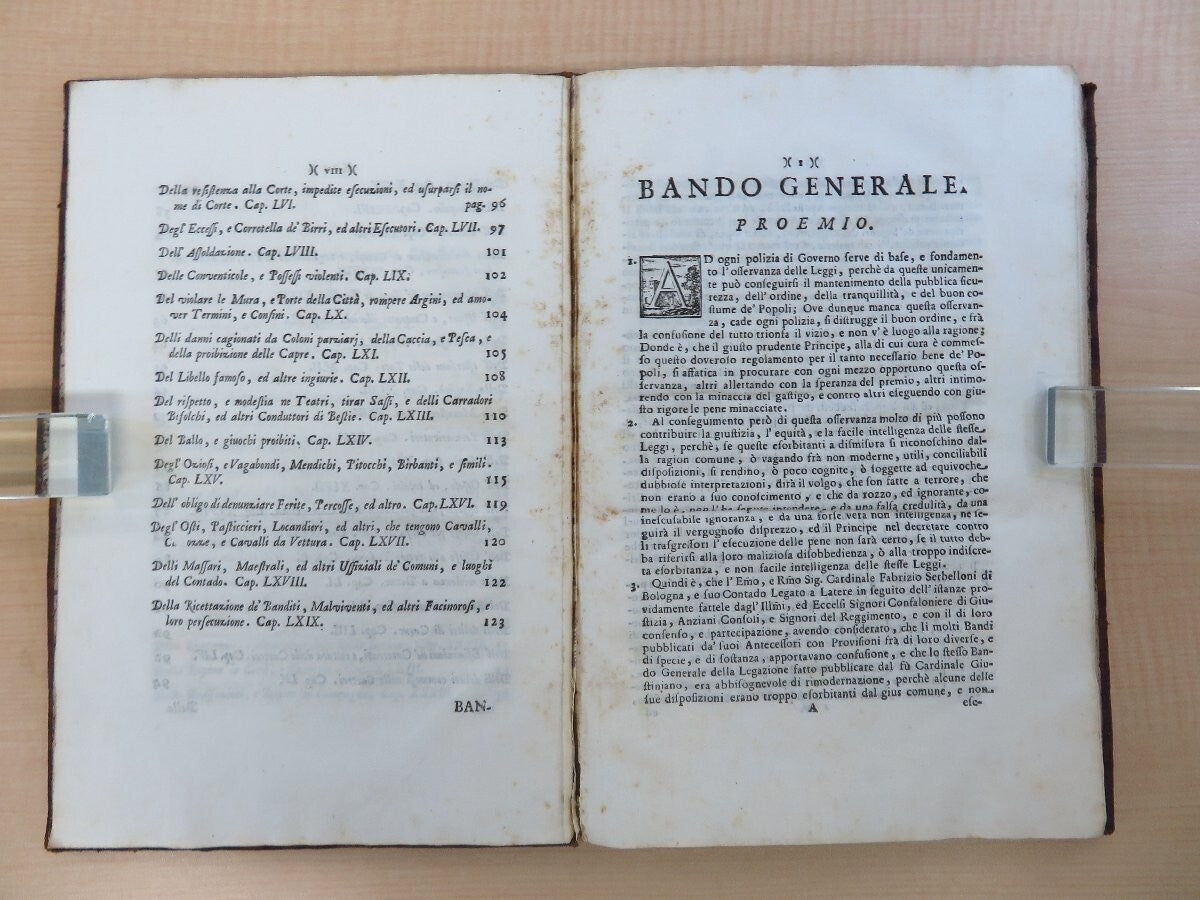 )( VIII )(
Della resistenza alla Corte, impedite esecuzioni, ed usurparsi il no-
me di Corte. Cap. LVI. pag. 96
Degl' Eccessi, e Corrotella de' Birri, ed altri Esecutori. Cap. LVII. 97
Dell' Assoldazione. Cap. LVIII. 101
Delle Conventicole, e Possessi violenti. Cap. LIX; 102
Del violare le Mura, e Porte della Città, rompere Argini, ed amo-
ver Termini, e Confini. Cap. LX. 104
Delli danni cagionati da Coloni parziarj, della Caccia, e Pesca, e
della proibizione delle Capre. Cap. LXI. 105
Del Libello famoso, ed altre ingiurie. Cap. LXII. 108
Del rispetto, e modestia ne Teatri, tirar Sassi, e delli Carradori
Bifolchi, ed altri Conduttori di Bestie. Cap. LXIII. 110
Del Ballo, e giuochi proibiti. Cap. LXIV. 113
Degl' Oziosi, e Vagabondi, Mendichi, Pitocchi, Birbanti, e simili.
Cap. LXV. 115
Dell' obligo di denunziare Ferite, Percosse, ed altro. Cap. LXVI. 119
Degl' Osti, Pasticcieri, Locandieri, ed altri, che tengono Cavalli,
e Cavalli da Vettura. Cap. LXVII. 120
Delli Massari, Maestrali, ed altri Uffiziali de' Comuni, e luoghi
del Contado. Cap. LXVIII. 122
Della Ricettazione de' Banditi, Malviventi, ed altri Facinorosi, e
loro persecuzione. Cap. LXIX. 123
BAN-
)( 1 )(
BANDO GENERALE.
PROEMIO.
1. AD ogni polizia di Governo serve di base, e fondamen-
to l'osservanza delle Leggi, perchè da queste unicamen-
te può conseguirsi il mantenimento della pubblica sicu-
rezza, dell'ordine, della tranquillità, e del buon co-
stume de' Popoli; Ove dunque manca questa osservan-
za, cade ogni polizia, si distrugge il buon ordine, e frà
la confusione del tutto trionfa il vizio, e non v'è luogo alla ragione;
Donde è, che il giusto prudente Principe, alla di cui cura è commes-
so questo doveroso regolamento per il tanto necessario bene de' Po-
poli, si affatica in procurare con ogni mezzo opportuno questa os-
servanza, altri allertando con la speranza del premio, altri intimo-
rendo con la minaccia del gastigo, e contro altri eseguendo con giu-
sto rigore le pene minacciate.
2. Al conseguimento però di questa osservanza molto di più possono
contribuire la giustizia, l'equità, e la facile intelligenza delle stesse
Leggi, perchè, se queste esorbitanti a dismisura si riconoschino dal-
la ragion comune, ò vagando frà non moderne, utili, conciliabili
disposizioni, si rendino, ò poco cognite, ò soggette ad equivoche
dubbiose interpretazioni, dirà il volgo, che son fatte a terrore, che
non erano a suo conoscimento, e che da rozzo, ed ignorante, co-
me lo è, non l'ha sapute intendere, e da una falsa credulità, da una
inescusabile ignoranza, e da una forse vera non intelligenza, ne se-
guirà il vergognoso disprezzo, ed il Principe nel decretare contro
li trasgressori l'esecuzione delle pene non sarà certo, se il tutto deb-
ba riferirsi alla loro maliziosa disobbedienza, ò alla troppo indiscre-
ta esorbitanza, e non facile intelligenza delle stesse Leggi.
3. Quindi è, che l'Emo, e Rmo Sig. Cardinale Fabrizio Serbelloni di
Bologna, e suo Contado Legato a Latere in seguito dell'istanze pro-
vidamente fattele dagl'Illmi, ed Eccelsi Signori Confaloniere di Giu-
stizia, Anziani Consoli, e Signori del Reggimento, e con il di loro
consenso, e partecipazione, avendo considerato, che li molti Bandi
pubblicati da' suoi Antecessori con Provisioni frà di loro diverse, e
di specie, e di sostanza, apportavano confusione, e che lo stesso Ban-
do Generale della Legazione fatto pubblicare dal fù Cardinale Giu-
stinjano, era abbisognevole di rimodernazione, perchè alcune delle
sue disposizioni erano troppo esorbitanti dal gius comune, e non
A ese-